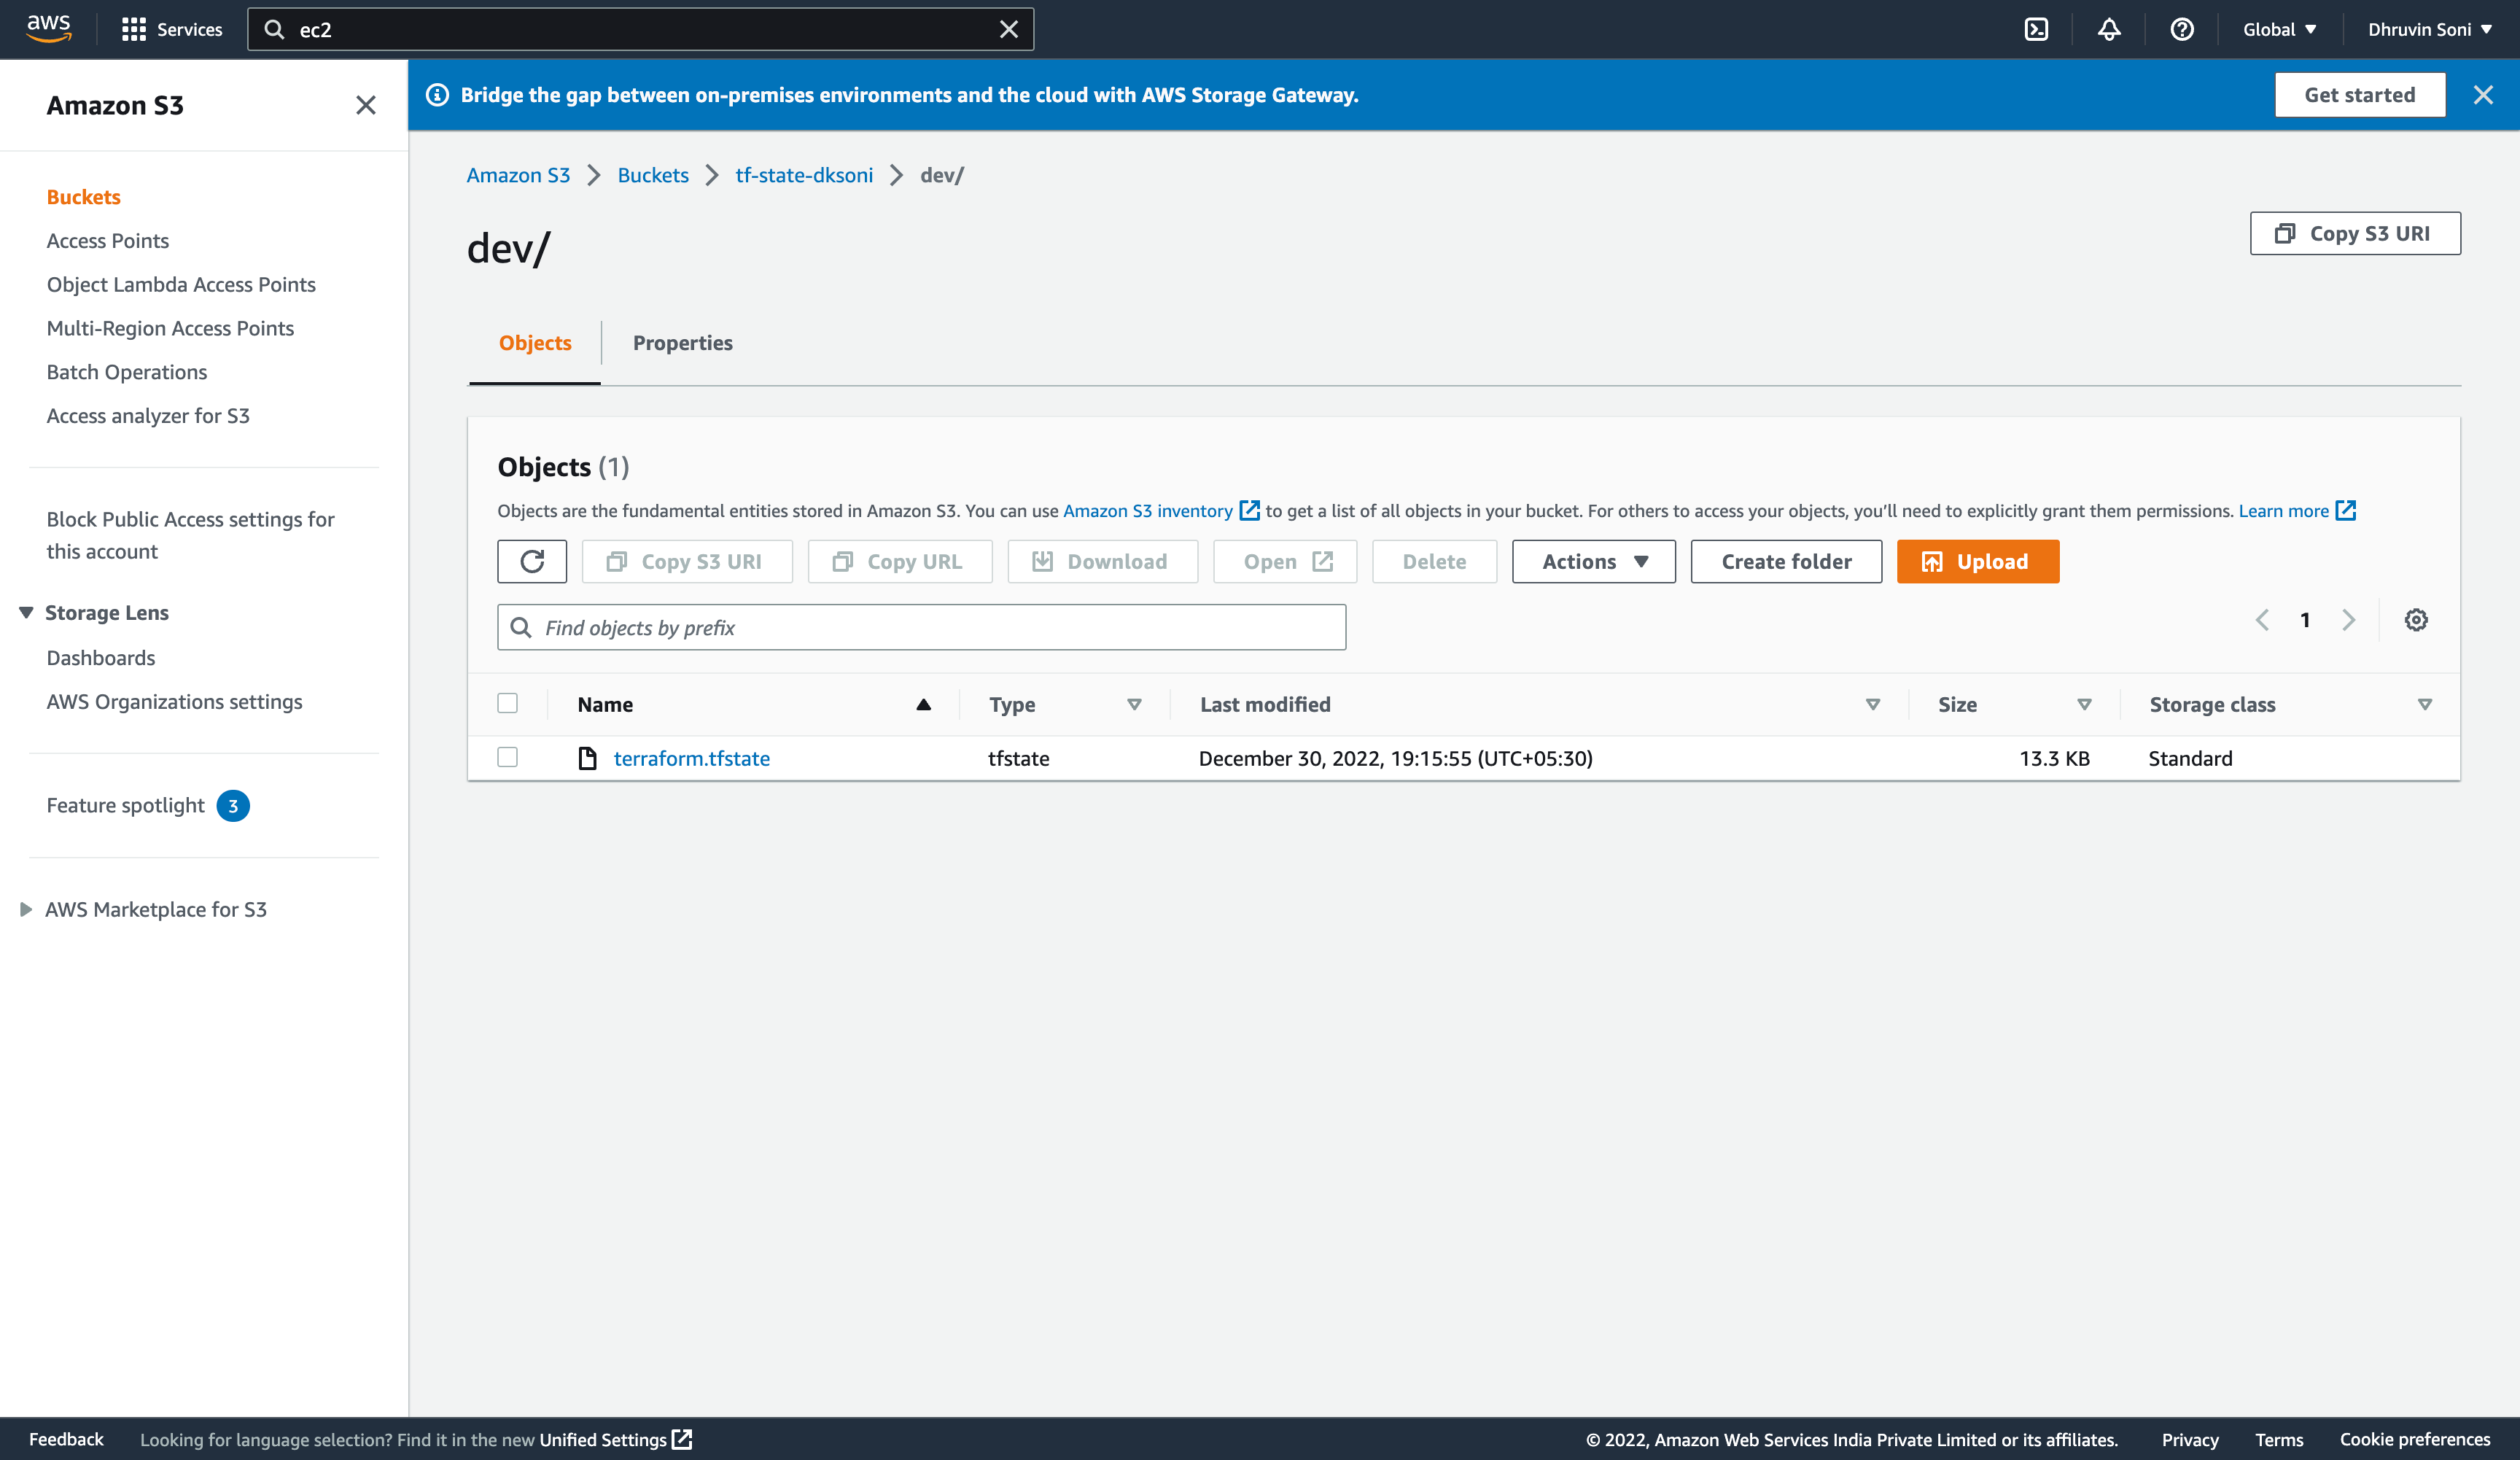 aws Services ec2 Global Dhruvin Soni
Amazon S3
Bridge the gap between on-premises environments and the cloud with AWS Storage Gateway. Get started
Buckets
Access Points
Object Lambda Access Points
Multi-Region Access Points
Batch Operations
Access analyzer for S3
Block Public Access settings for
this account
Storage Lens
Dashboards
AWS Organizations settings
Feature spotlight 3
AWS Marketplace for S3
Amazon S3 Buckets tf-state-dksoni dev/
dev/
Copy S3 URI
Objects Properties
Objects (1)
Objects are the fundamental entities stored in Amazon S3. You can use Amazon S3 inventory to get a list of all objects in your bucket. For others to access your objects, you’ll need to explicitly grant them permissions. Learn more
Copy S3 URI Copy URL Download Open Delete Actions Create folder Upload
Find objects by prefix 1
Name Type Last modified Size Storage class
terraform.tfstate tfstate December 30, 2022, 19:15:55 (UTC+05:30) 13.3 KB Standard
Feedback Looking for language selection? Find it in the new Unified Settings © 2022, Amazon Web Services India Private Limited or its affiliates. Privacy Terms Cookie preferences